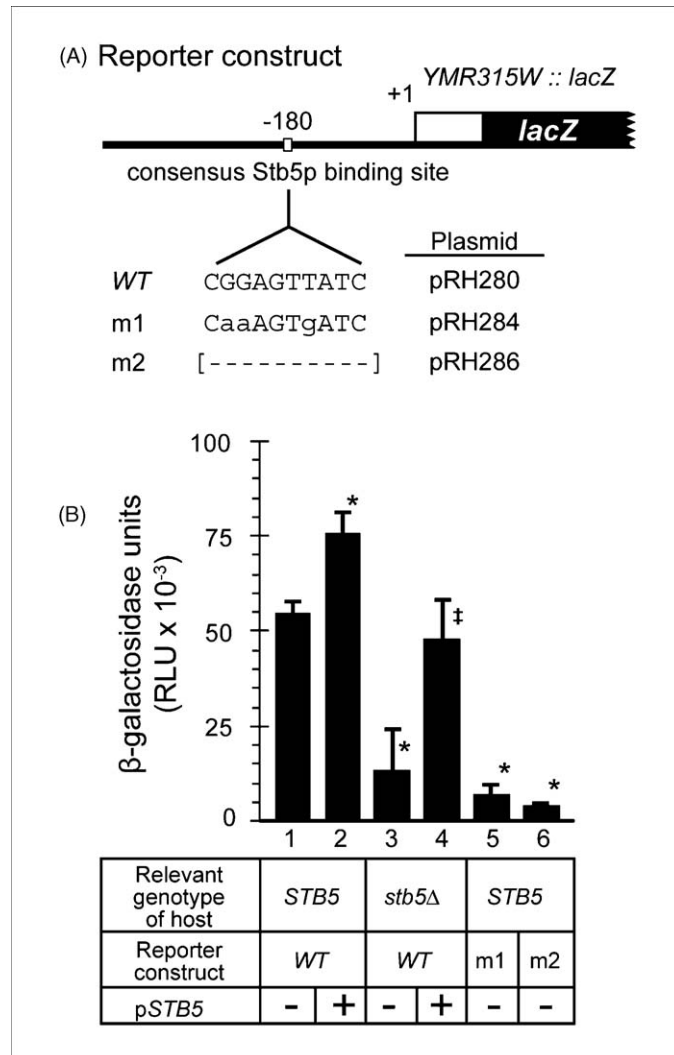 (A) Reporter construct
YMR315W :: lacZ
+1
-180
lacZ
consensus Stb5p binding site
Plasmid
WT CGGAGTTATC pRH280
m1 CaaAGTgATC pRH284
m2 [----------] pRH286
(B)
β-galactosidase units
(RLU x 10⁻³)
100
75
50
25
0
*
*
‡
*
*
1 2 3 4 5 6
Relevant
genotype
of host
STB5 stb5Δ STB5
Reporter
construct
WT WT m1 m2
pSTB5 - + - + - -